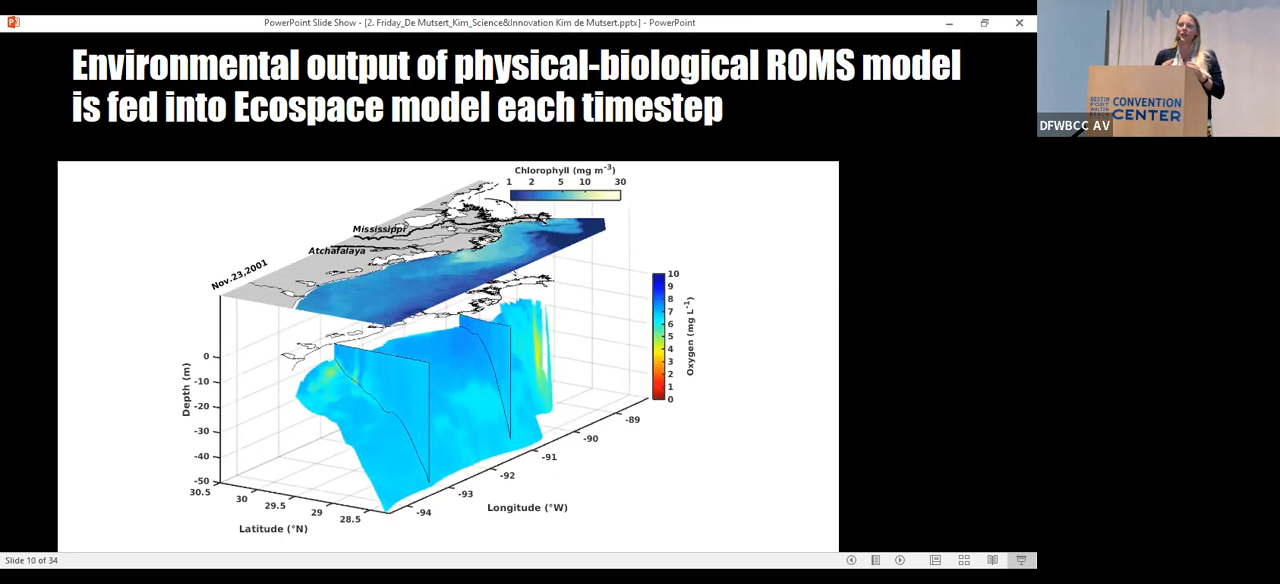 PowerPoint Slide Show - [2. Friday_De Mutsert_Kim_Science&Innovation Kim de Mutsert.pptx] - PowerPoint
Environmental output of physical-biological ROMS model
is fed into Ecospace model each timestep
Chlorophyll (mg m-3)
1 2 5 10 30
Mississippi
Atchafalaya
Nov.23,2001
10
9
8
7
6
5
4
3
2
1
0
Oxygen (mg L-1)
0
-10
-20
-30
-40
-50
Depth (m)
30.5
30
29.5
29
28.5
Latitude (°N)
-94
-93
-92
-91
-90
-89
Longitude (°W)
Slide 10 of 34
DESTIN
FORT
WALTON
BEACH
CONVENTION
CENTER
DFWBCC AV